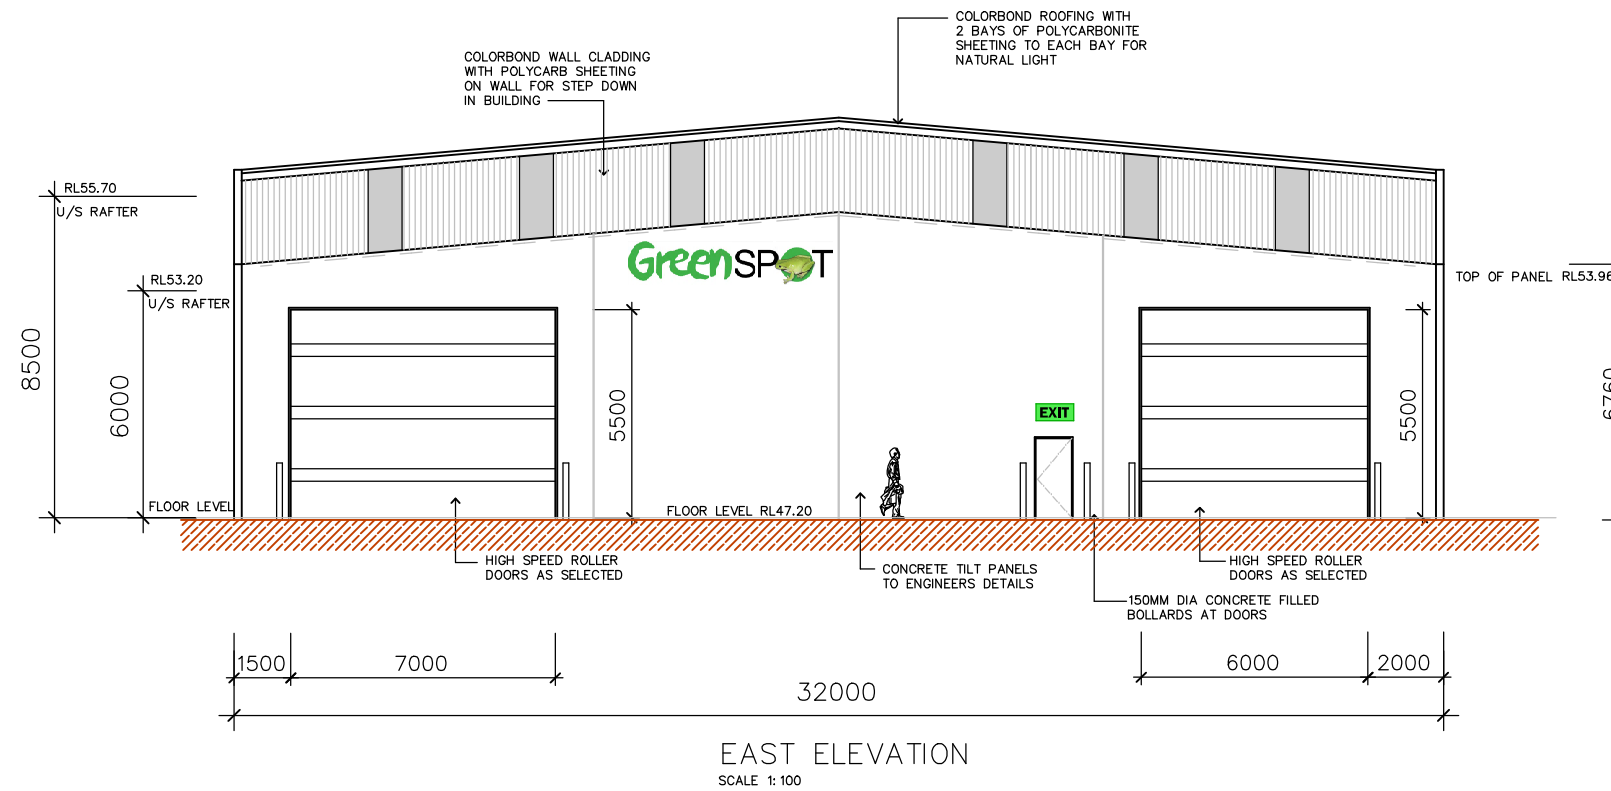 COLORBOND ROOFING WITH
2 BAYS OF POLYCARBONITE
SHEETING TO EACH BAY FOR
NATURAL LIGHT
COLORBOND WALL CLADDING
WITH POLYCARB SHEETING
ON WALL FOR STEP DOWN
IN BUILDING
RL55.70
U/S RAFTER
RL53.20
U/S RAFTER
GreenSPOT
TOP OF PANEL RL53.96
8500
6000
5500
5500
6760
EXIT
FLOOR LEVEL
FLOOR LEVEL RL47.20
HIGH SPEED ROLLER
DOORS AS SELECTED
CONCRETE TILT PANELS
TO ENGINEERS DETAILS
HIGH SPEED ROLLER
DOORS AS SELECTED
150MM DIA CONCRETE FILLED
BOLLARDS AT DOORS
1500
7000
6000
2000
32000
EAST ELEVATION
SCALE 1:100